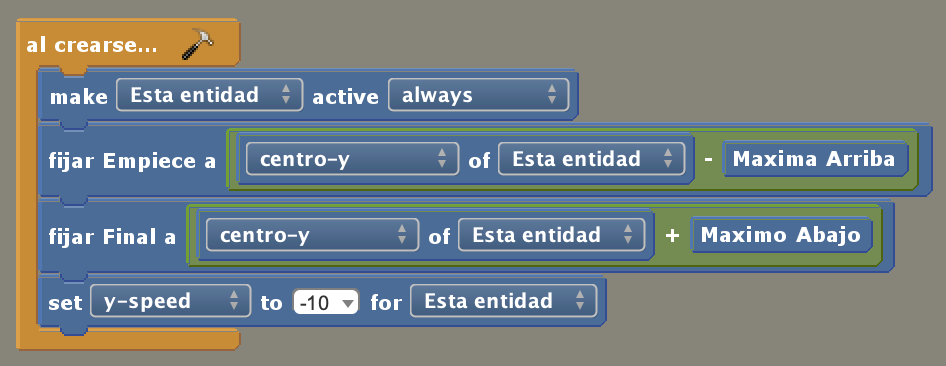 al crearse...
make Esta entidad active always
fijar Empiece a centro-y of Esta entidad - Maxima Arriba
fijar Final a centro-y of Esta entidad + Maximo Abajo
set y-speed to -10 for Esta entidad